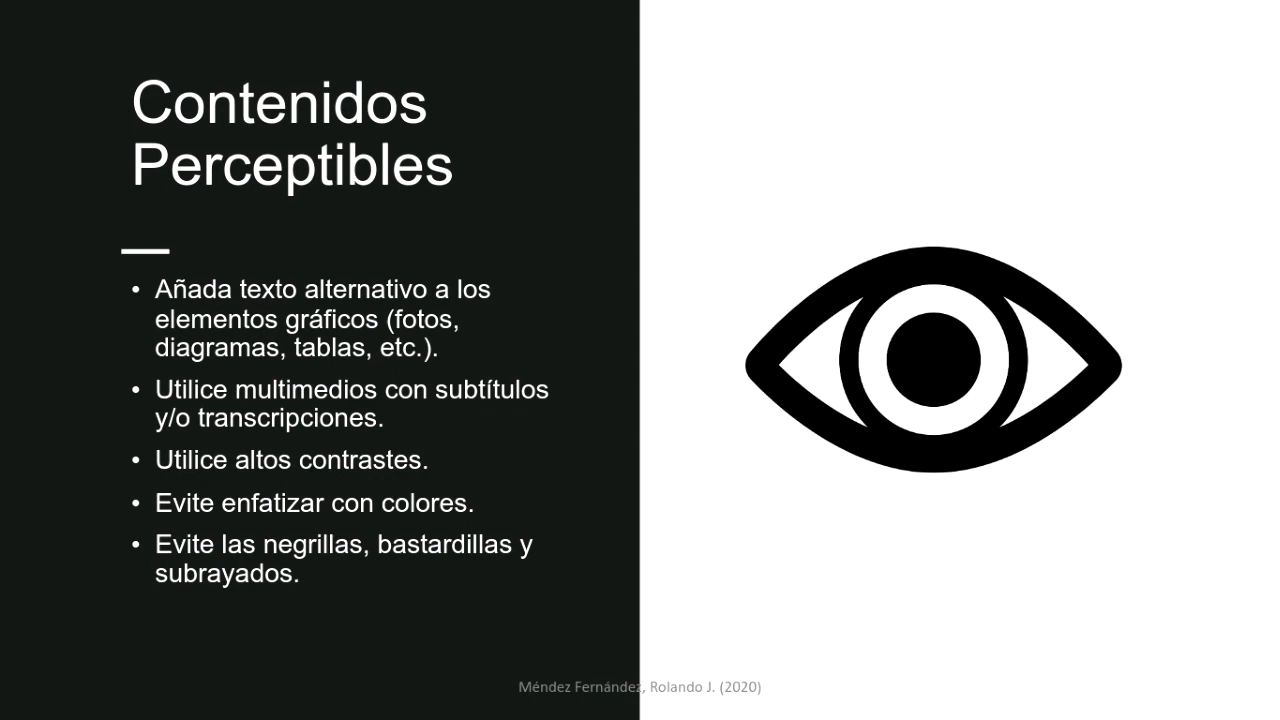 Contenidos
Perceptibles
• Añada texto alternativo a los
elementos gráficos (fotos,
diagramas, tablas, etc.).
• Utilice multimedios con subtítulos
y/o transcripciones.
• Utilice altos contrastes.
• Evite enfatizar con colores.
• Evite las negrillas, bastardillas y
subrayados.
Méndez Fernández, Rolando J. (2020)